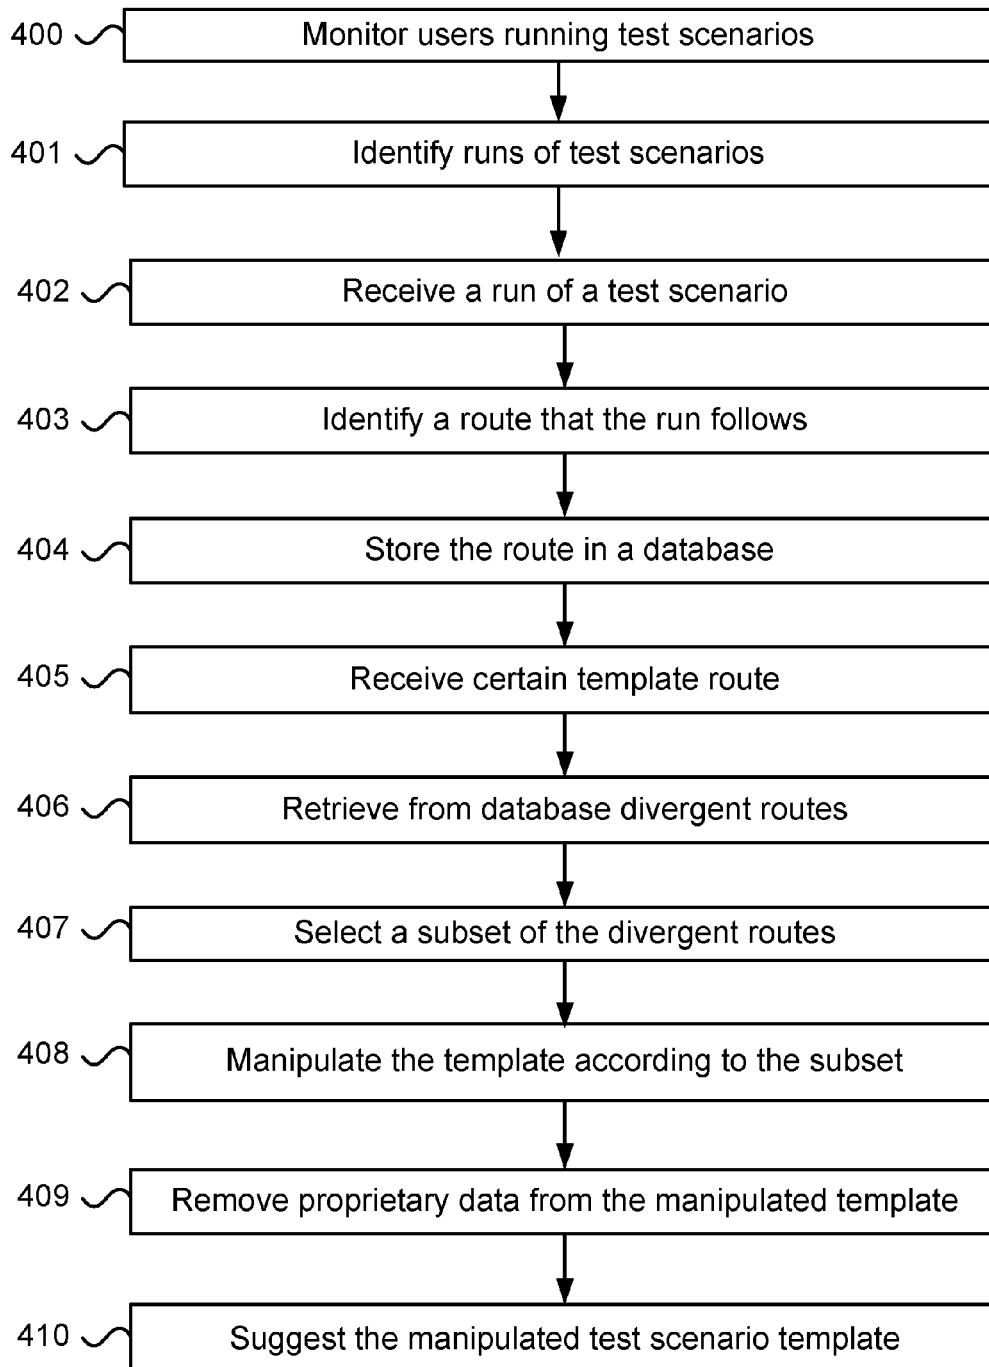 400 Monitor users running test scenarios
401 Identify runs of test scenarios
402 Receive a run of a test scenario
403 Identify a route that the run follows
404 Store the route in a database
405 Receive certain template route
406 Retrieve from database divergent routes
407 Select a subset of the divergent routes
408 Manipulate the template according to the subset
409 Remove proprietary data from the manipulated template
410 Suggest the manipulated test scenario template